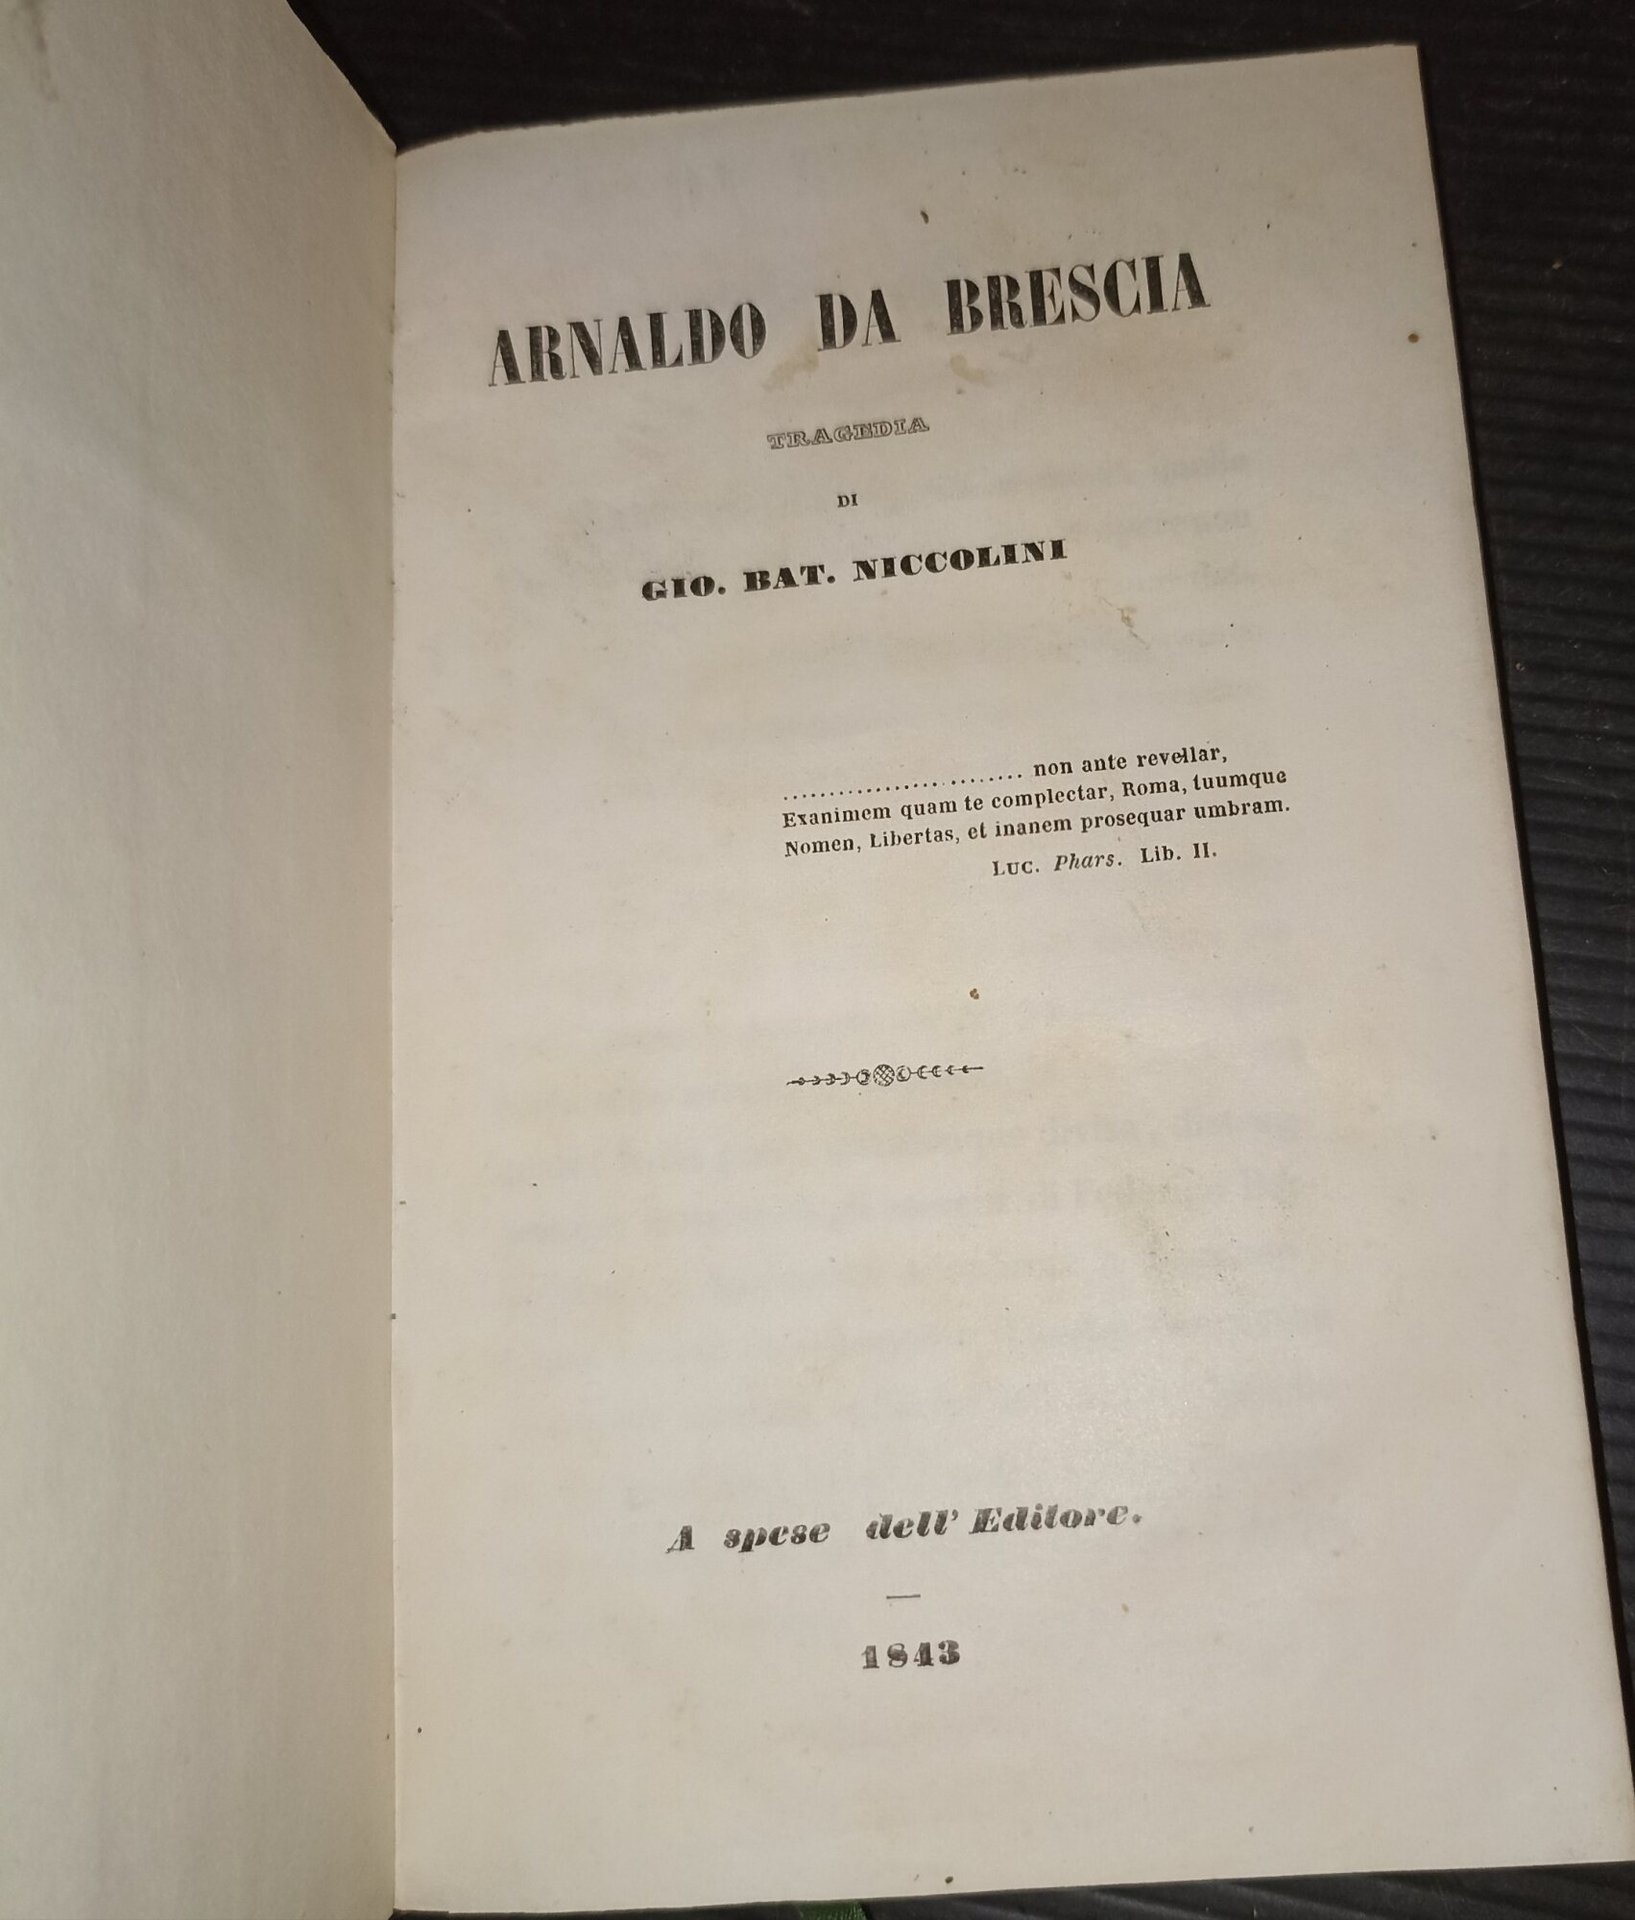 ARNALDO DA BRESCIA
TRAGEDIA
DI
GIO. BAT. NICCOLINI
........................... non ante revellar,
Exanimem quam te complectar, Roma, tuumque
Nomen, Libertas, et inanem prosequar umbram.
LUC. Phars. Lib. II.
A spese dell' Editore.
—
1843